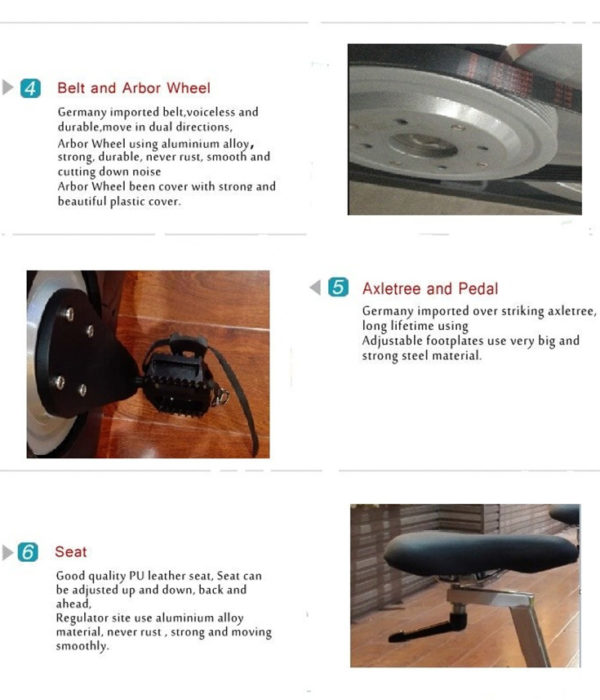 4 Belt and Arbor Wheel
Germany imported belt,voiceless and
durable,move in dual directions,
Arbor Wheel using aluminium alloy,
strong, durable, never rust, smooth and
cutting down noise
Arbor Wheel been cover with strong and
beautiful plastic cover.
5 Axletree and Pedal
Germany imported over striking axletree,
long lifetime using
Adjustable footplates use very big and
strong steel material.
6 Seat
Good quality PU leather seat, Seat can
be adjusted up and down, back and
ahead,
Regulator site use aluminium alloy
material, never rust , strong and moving
smoothly.